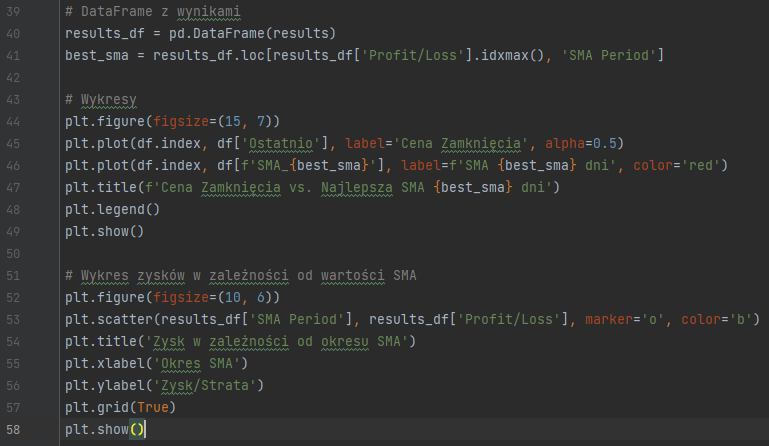 39 # DataFrame z wynikami
40 results_df = pd.DataFrame(results)
41 best_sma = results_df.loc[results_df['Profit/Loss'].idxmax(), 'SMA Period']
42
43 # Wykresy
44 plt.figure(figsize=(15, 7))
45 plt.plot(df.index, df['Ostatnio'], label='Cena Zamknięcia', alpha=0.5)
46 plt.plot(df.index, df[f'SMA_{best_sma}'], label=f'SMA {best_sma} dni', color='red')
47 plt.title(f'Cena Zamknięcia vs. Najlepsza SMA {best_sma} dni')
48 plt.legend()
49 plt.show()
50
51 # Wykres zysków w zależności od wartości SMA
52 plt.figure(figsize=(10, 6))
53 plt.scatter(results_df['SMA Period'], results_df['Profit/Loss'], marker='o', color='b')
54 plt.title('Zysk w zależności od okresu SMA')
55 plt.xlabel('Okres SMA')
56 plt.ylabel('Zysk/Strata')
57 plt.grid(True)
58 plt.show()